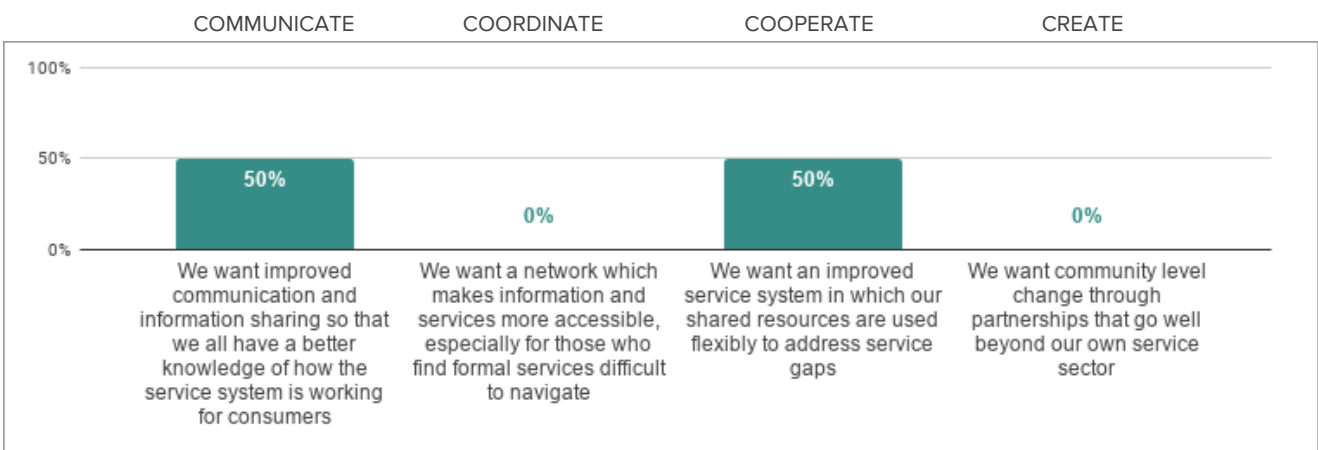 COMMUNICATE COORDINATE COOPERATE CREATE
100%
50%
0%
50%
0%
50%
0%
We want improved
communication and
information sharing so that
we all have a better
knowledge of how the
service system is working
for consumers
We want a network which
makes information and
services more accessible,
especially for those who
find formal services difficult
to navigate
We want an improved
service system in which our
shared resources are used
flexibly to address service
gaps
We want community level
change through
partnerships that go well
beyond our own service
sector